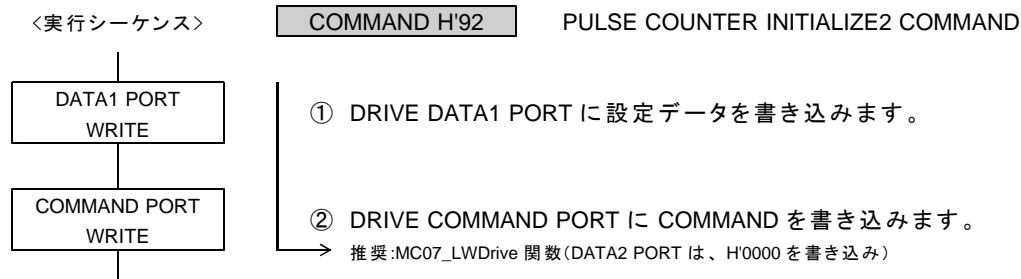 <実行シーケンス> COMMAND H'92 PULSE COUNTER INITIALIZE2 COMMAND
DATA1 PORT
WRITE
① DRIVE DATA1 PORT に設定データを書き込みます。
COMMAND PORT
WRITE
② DRIVE COMMAND PORT に COMMAND を書き込みます。
推奨:MC07_LWDrive 関数(DATA2 PORT は、H'0000 を書き込み)